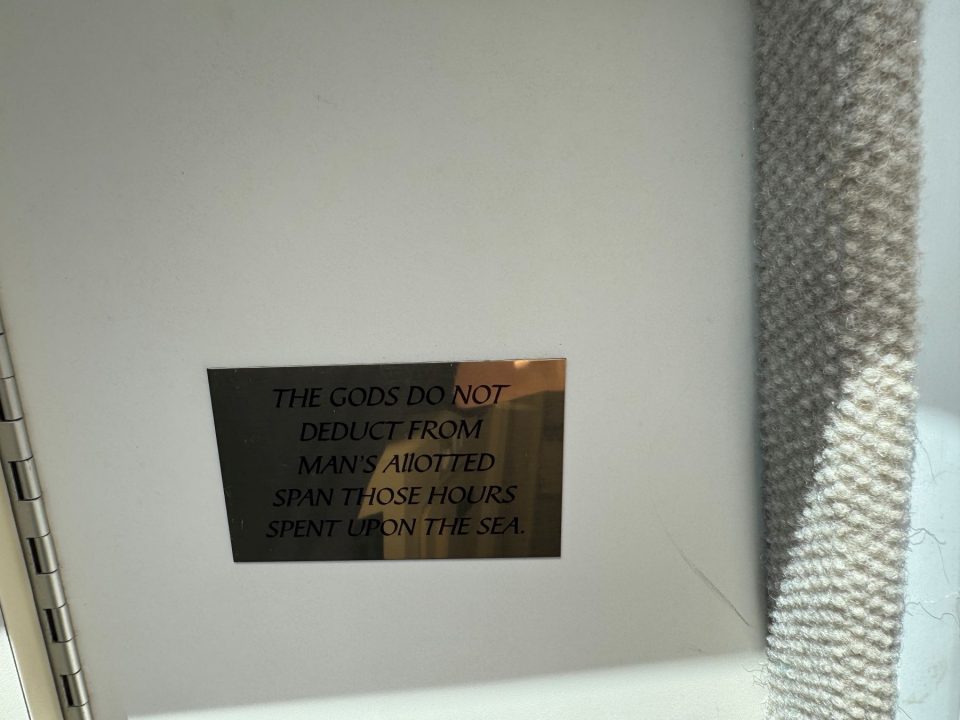 THE GODS DO NOT
DEDUCT FROM
MAN'S AllOTTED
SPAN THOSE HOURS
SPENT UPON THE SEA.